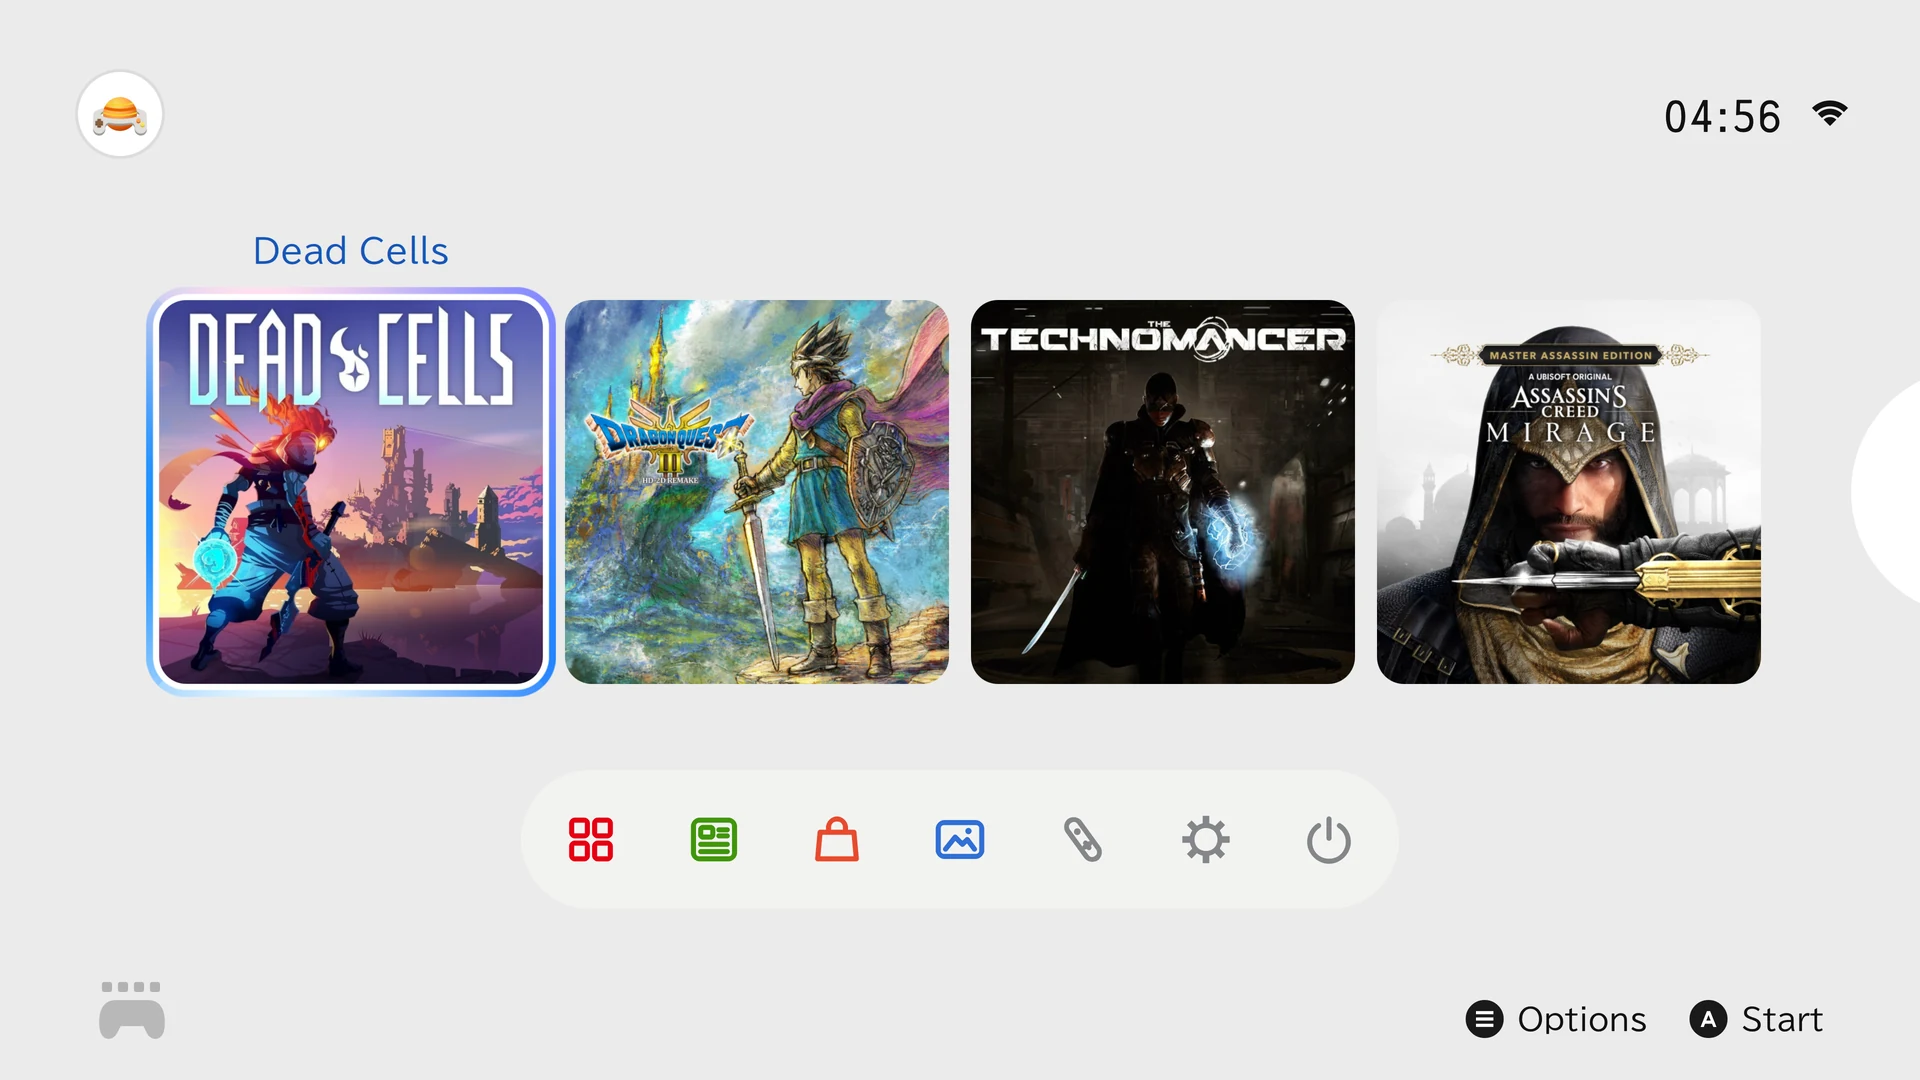 04:56
Dead Cells
DEAD CELLS
DRAGON QUEST
III
HD-2D REMAKE
THE
TECHNOMANCER
MASTER ASSASSIN EDITION
A UBISOFT ORIGINAL
ASSASSIN'S
CREED
MIRAGE
Options
A
Start